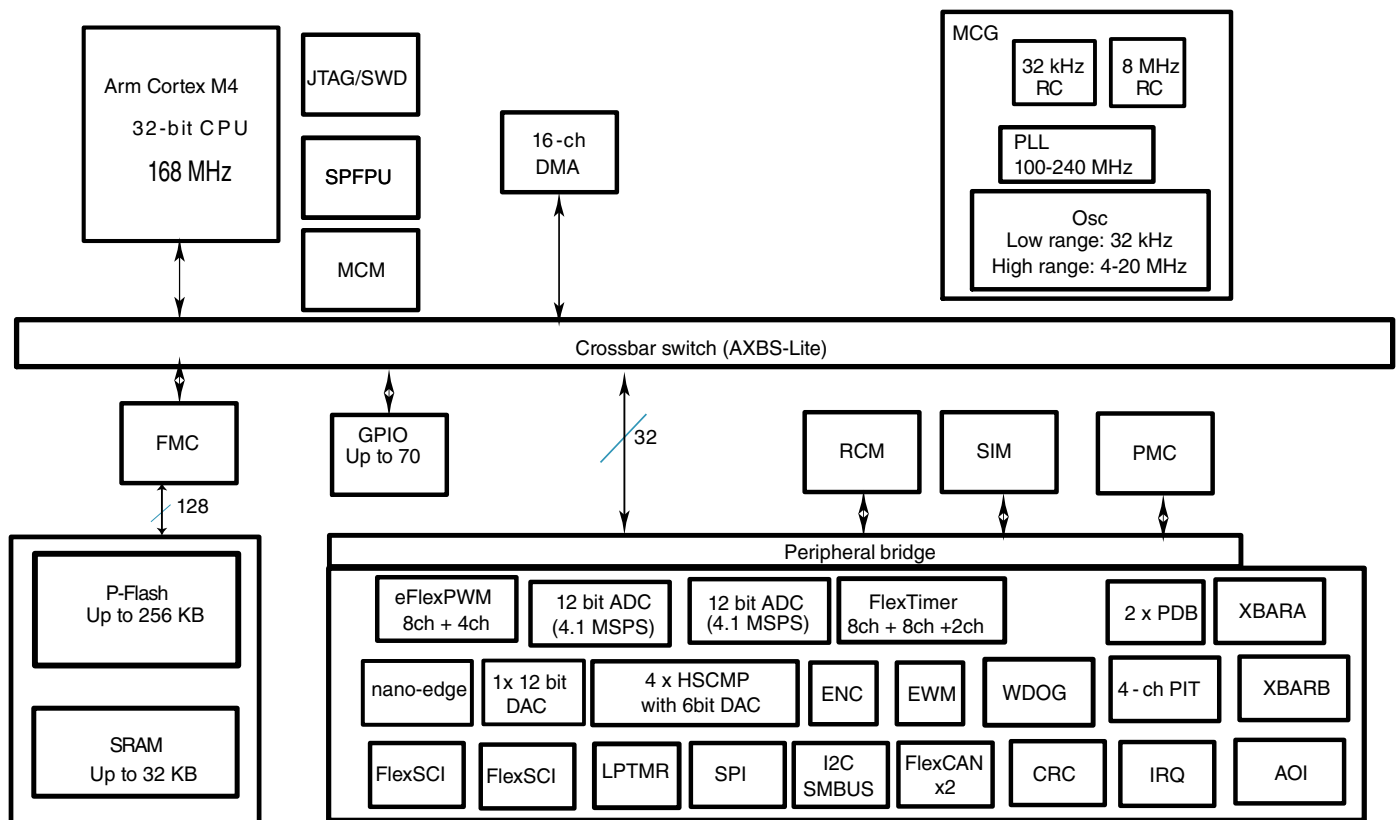 Arm Cortex M4
32-bit CPU
168 MHz
JTAG/SWD
SPFPU
MCM
16-ch
DMA
MCG
32 kHz
RC
8 MHz
RC
PLL
100-240 MHz
Osc
Low range: 32 kHz
High range: 4-20 MHz
Crossbar switch (AXBS-Lite)
FMC
GPIO
Up to 70
32
RCM
SIM
PMC
128
P-Flash
Up to 256 KB
SRAM
Up to 32 KB
Peripheral bridge
eFlexPWM
8ch + 4ch
12 bit ADC
(4.1 MSPS)
12 bit ADC
(4.1 MSPS)
FlexTimer
8ch + 8ch +2ch
2 x PDB
XBARA
nano-edge
1x 12 bit
DAC
4 x HSCMP
with 6bit DAC
ENC
EWM
WDOG
4-ch PIT
XBARB
FlexSCI
FlexSCI
LPTMR
SPI
I2C
SMBUS
FlexCAN
x2
CRC
IRQ
AOI